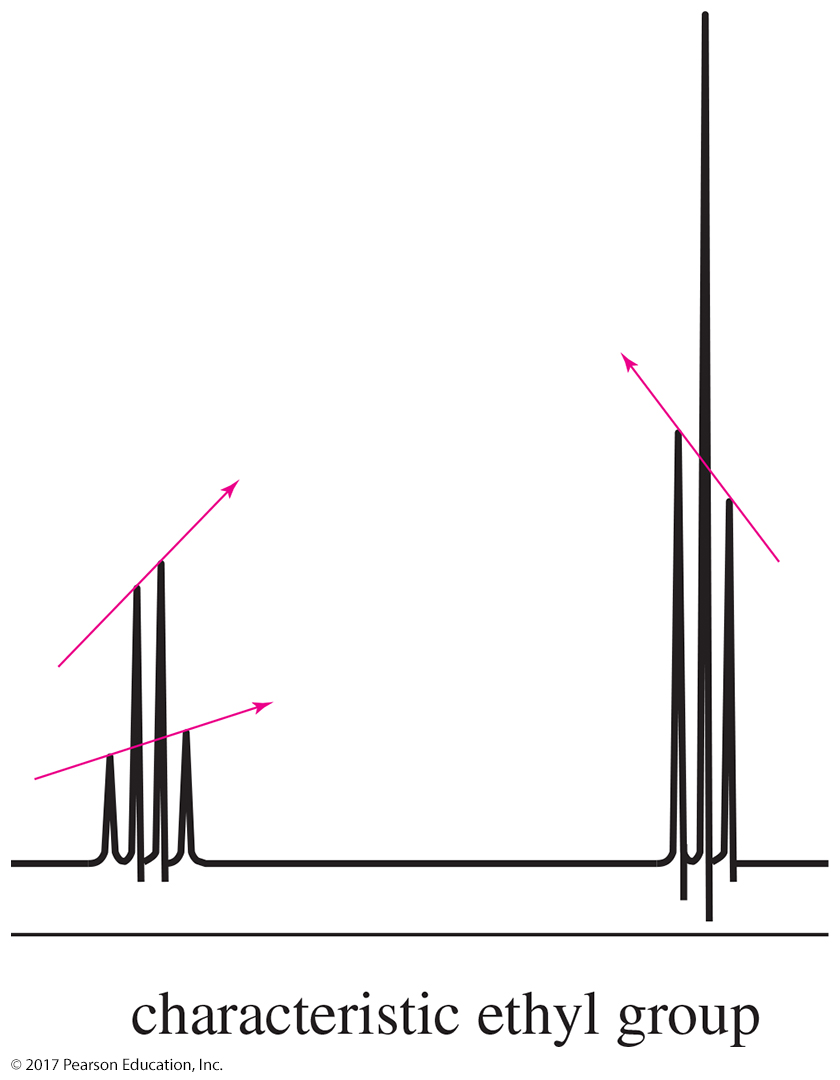 characteristic ethyl group
© 2017 Pearson Education, Inc.